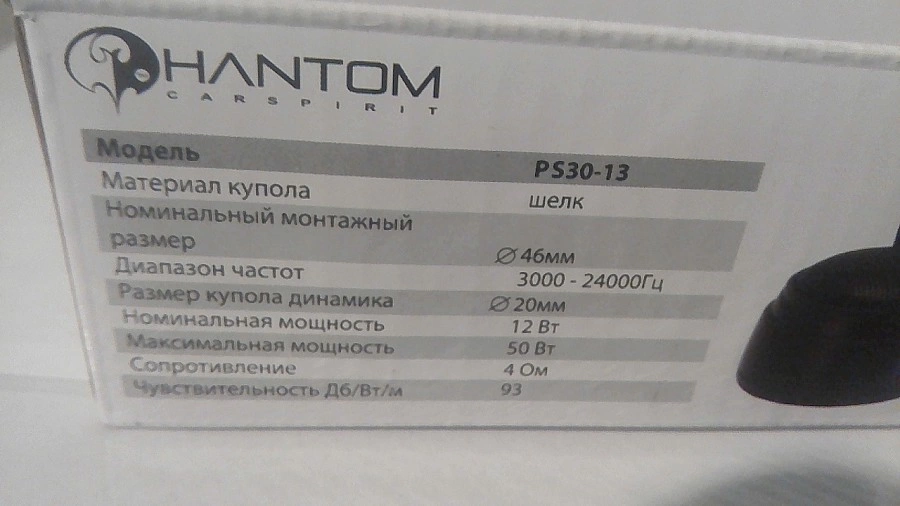 PHANTOM
CARSPIRIT
Модель PS30-13
Материал купола шелк
Номинальный монтажный
размер Ø 46мм
Диапазон частот 3000 - 24000Гц
Размер купола динамика Ø 20мм
Номинальная мощность 12 Вт
Максимальная мощность 50 Вт
Сопротивление 4 Ом
Чувствительность Дб/Вт/м 93